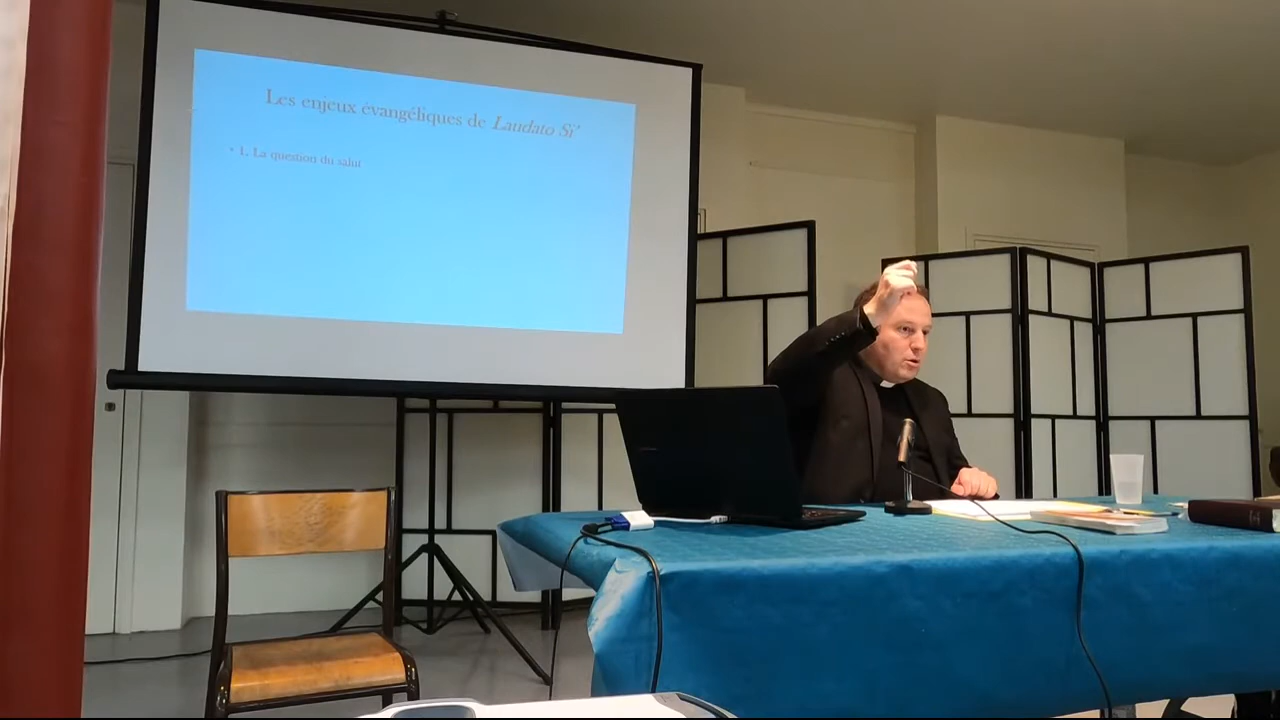 Les enjeux évangéliques de Laudato Si'
• 1. La question du salut